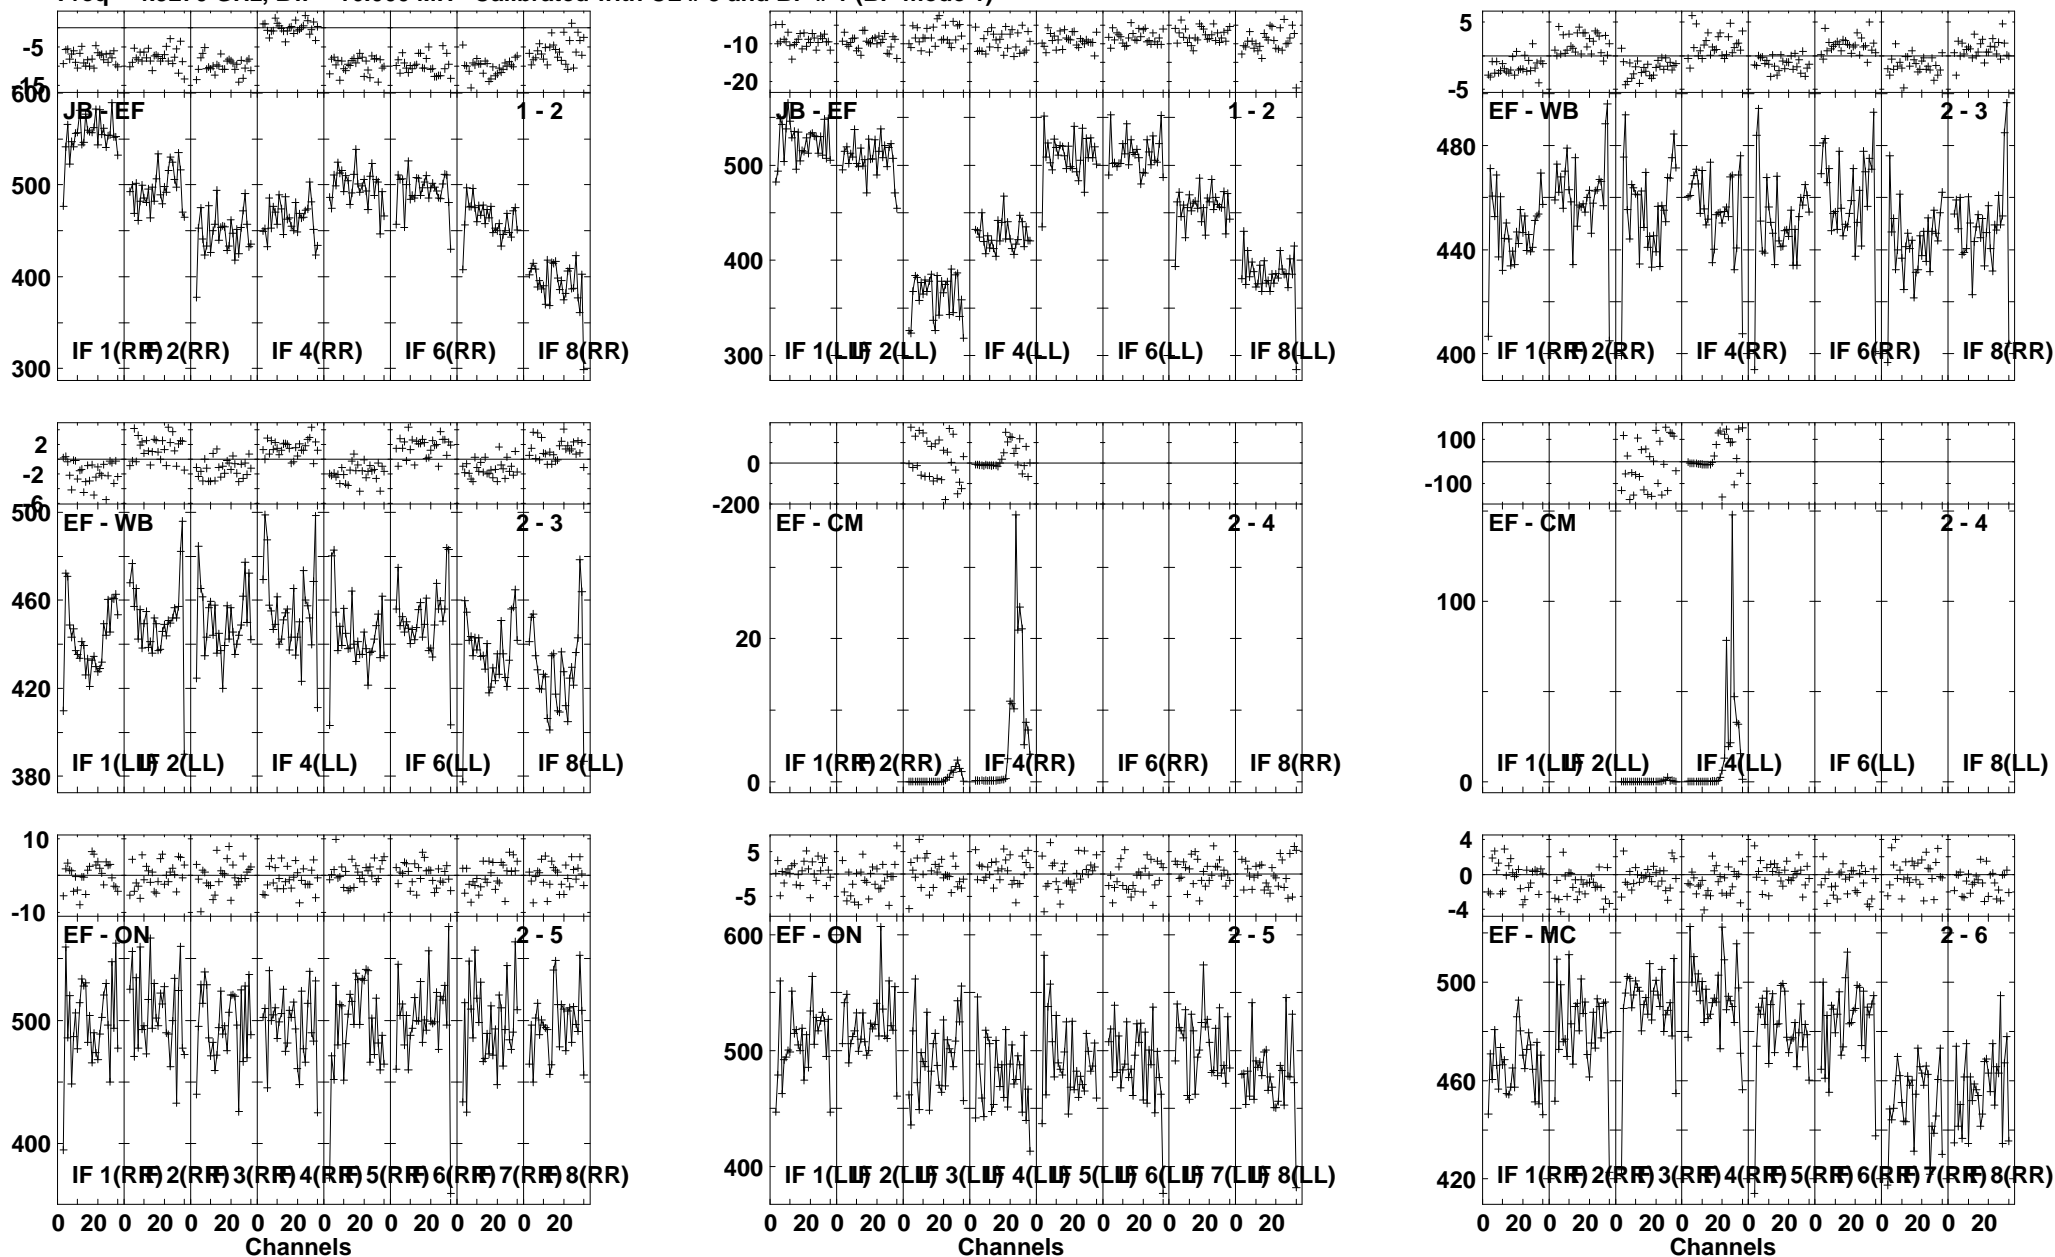 Calibrated with
and
-5
-15
600
500
400
300
JB - EF
1 - 2
IF 1(RR)
IF 2(RR)
IF 4(RR)
IF 6(RR)
IF 8(RR)
-10
-20
500
400
300
JB - EF
1 - 2
IF 1(LL)
IF 2(LL)
IF 4(LL)
IF 6(LL)
IF 8(LL)
5
-5
480
440
400
EF - WB
2 - 3
IF 1(RR)
IF 2(RR)
IF 4(RR)
IF 6(RR)
IF 8(RR)
2
-2
-6
500
460
420
380
EF - WB
2 - 3
IF 1(LL)
IF 2(LL)
IF 4(LL)
IF 6(LL)
IF 8(LL)
0
-200
20
0
EF - CM
2 - 4
IF 1(RR)
IF 2(RR)
IF 4(RR)
IF 6(RR)
IF 8(RR)
100
-100
100
0
EF - CM
2 - 4
IF 1(LL)
IF 2(LL)
IF 4(LL)
IF 6(LL)
IF 8(LL)
10
-10
500
400
EF - ON
2 - 5
IF 1(RR)
IF 2(RR)
IF 3(RR)
IF 4(RR)
IF 5(RR)
IF 6(RR)
IF 7(RR)
IF 8(RR)
0 20 0 20 0 20 0 20 0 20 0 20 0 20
Channels
5
-5
600
500
400
EF - ON
2 - 5
IF 1(LL)
IF 2(LL)
IF 3(LL)
IF 4(LL)
IF 5(LL)
IF 6(LL)
IF 7(LL)
IF 8(LL)
0 20 0 20 0 20 0 20 0 20 0 20 0 20 0 20
Channels
4
0
-4
500
460
420
EF - MC
2 - 6
IF 1(RR)
IF 2(RR)
IF 3(RR)
IF 4(RR)
IF 5(RR)
IF 6(RR)
IF 7(RR)
IF 8(RR)
0 20 0 20 0 20 0 20 0 20 0 20 0 20 0 20
Channels